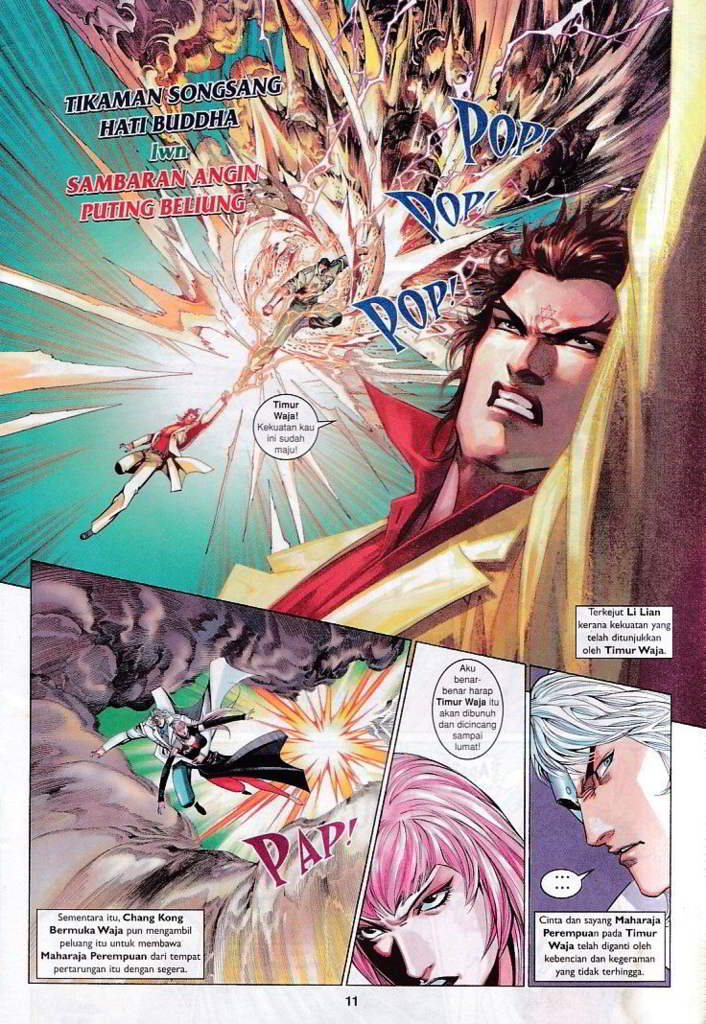 TIKAMAN SONGSANG
HATI BUDDHA
lwn
SAMBARAN ANGIN
PUTING BELIUNG
POP!
POP!
POP!
Timur
Waja!
Kekuatan kau
ini sudah
maju!
Terkejut Li Lian
kerana kekuatan yang
telah ditunjukkan
oleh Timur Waja.
PAP!
Sementara itu, Chang Kong
Bermuka Waja pun mengambil
peluang itu untuk membawa
Maharaja Perempuan dari tempat
pertarungan itu dengan segera.
Aku
benar-
benar harap
Timur Waja itu
akan dibunuh
dan dicincang
sampai
lumat!
......
Cinta dan sayang Maharaja
Perempuan pada Timur
Waja telah diganti oleh
kebencian dan kegeraman
yang tidak terhingga.
11